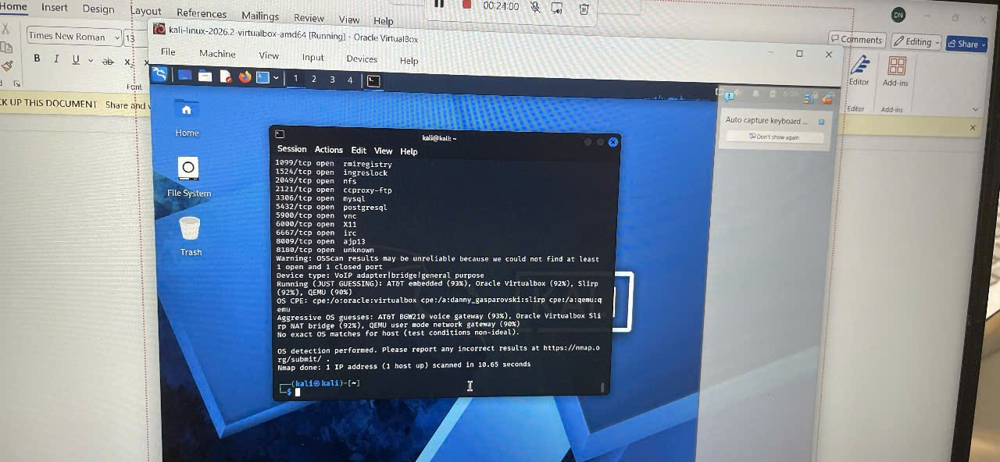 Home Insert Design Layout References Mailings Review View Help
00:24:00
DN
Times New Roman
13
Comments
Editing
Share
B I U ab x
Font
Editor
Add-ins
Editor
Add-ins
CK UP THIS DOCUMENT Share and
kali-linux-2026.2-virtualbox-amd64 [Running] - Oracle VirtualBox
File Machine View Input Devices Help
1 2 3 4
Auto capture keyboard ...
Don't show again
Home
File System
Trash
kali@kali: ~
Session Actions Edit View Help
1099/tcp open rmiregistry
1524/tcp open ingreslock
2049/tcp open nfs
2121/tcp open ccproxy-ftp
3306/tcp open mysql
5432/tcp open postgresql
5900/tcp open vnc
6000/tcp open X11
6667/tcp open irc
8009/tcp open ajp13
8180/tcp open unknown
Warning: OSScan results may be unreliable because we could not find at least
1 open and 1 closed port
Device type: VoIP adapter|bridge|general purpose
Running (JUST GUESSING): AT&T embedded (93%), Oracle Virtualbox (92%), Slirp
(92%), QEMU (90%)
OS CPE: cpe:/o:oracle:virtualbox cpe:/a:danny_gasparovski:slirp cpe:/a:qemu:q
emu
Aggressive OS guesses: AT&T BGW210 voice gateway (93%), Oracle Virtualbox Sli
rp NAT bridge (92%), QEMU user mode network gateway (90%)
No exact OS matches for host (test conditions non-ideal).
OS detection performed. Please report any incorrect results at https://nmap.o
rg/submit/ .
Nmap done: 1 IP address (1 host up) scanned in 10.65 seconds
(kali㉿kali)-[~]
$